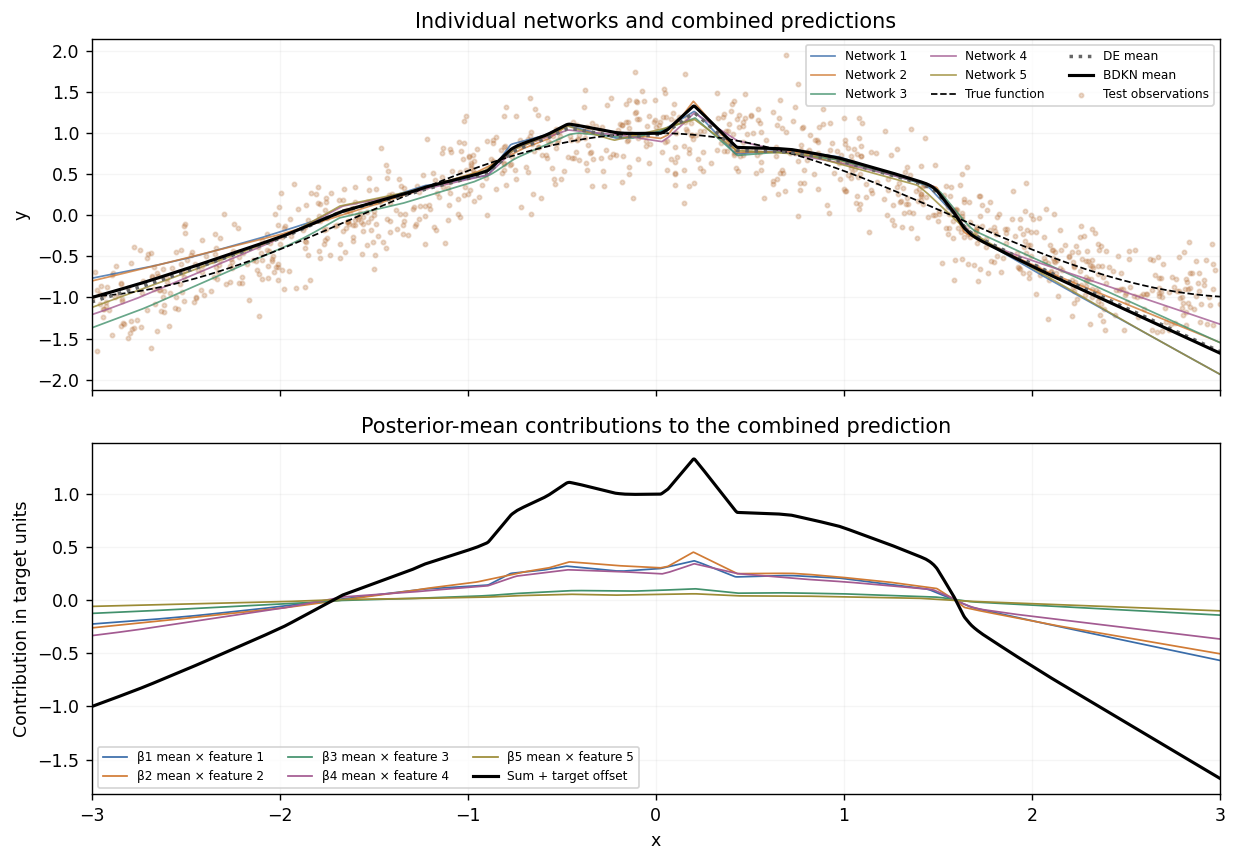 Individual networks and combined predictions
2.0
1.5
1.0
0.5
0.0
−0.5
−1.0
−1.5
−2.0
y
Network 1
Network 2
Network 3
Network 4
Network 5
True function
DE mean
BDKN mean
Test observations
Posterior-mean contributions to the combined prediction
1.0
0.5
0.0
−0.5
−1.0
−1.5
Contribution in target units
β1 mean × feature 1
β2 mean × feature 2
β3 mean × feature 3
β4 mean × feature 4
β5 mean × feature 5
Sum + target offset
−3
−2
−1
0
1
2
3
x